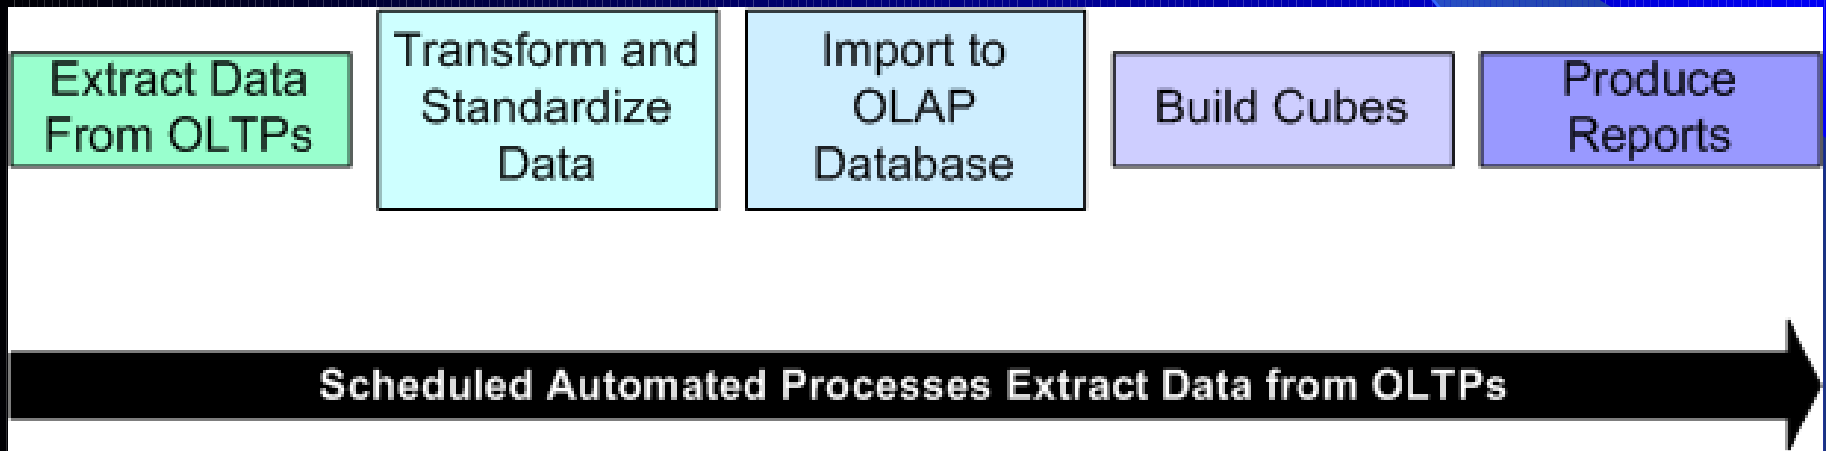 Extract Data
From OLTPs
Transform and
Standardize
Data
Import to
OLAP
Database
Build Cubes
Produce
Reports
Scheduled Automated Processes Extract Data from OLTPs